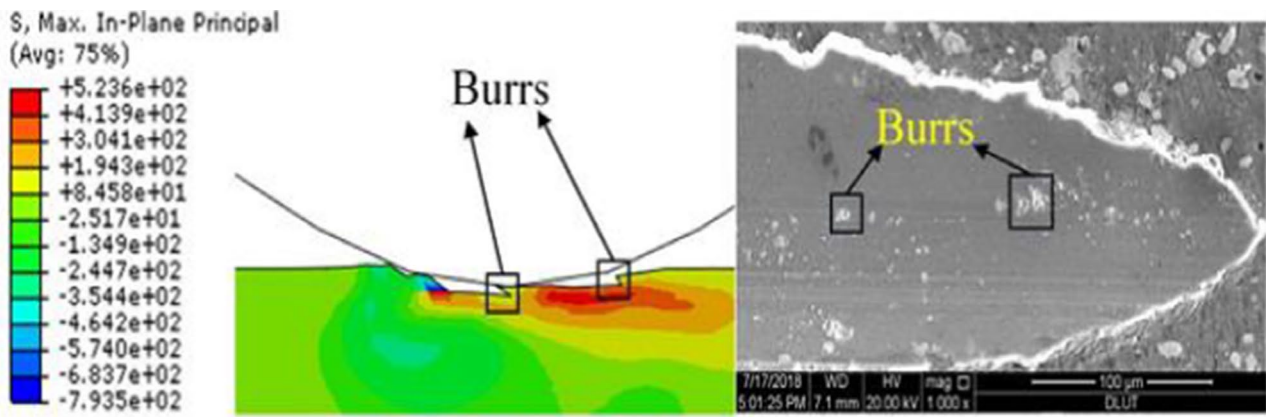 S, Max. In-Plane Principal
(Avg: 75%)
+5.236e+02
+4.139e+02
+3.041e+02
+1.943e+02
+8.458e+01
-2.517e+01
-1.349e+02
-2.447e+02
-3.544e+02
-4.642e+02
-5.740e+02
-6.837e+02
-7.935e+02
Burrs
Burrs
7/17/2018 WD HV mag □ 100 µm
5:01:25 PM 7.1 mm 20.00 kV 1 000 x DLUT